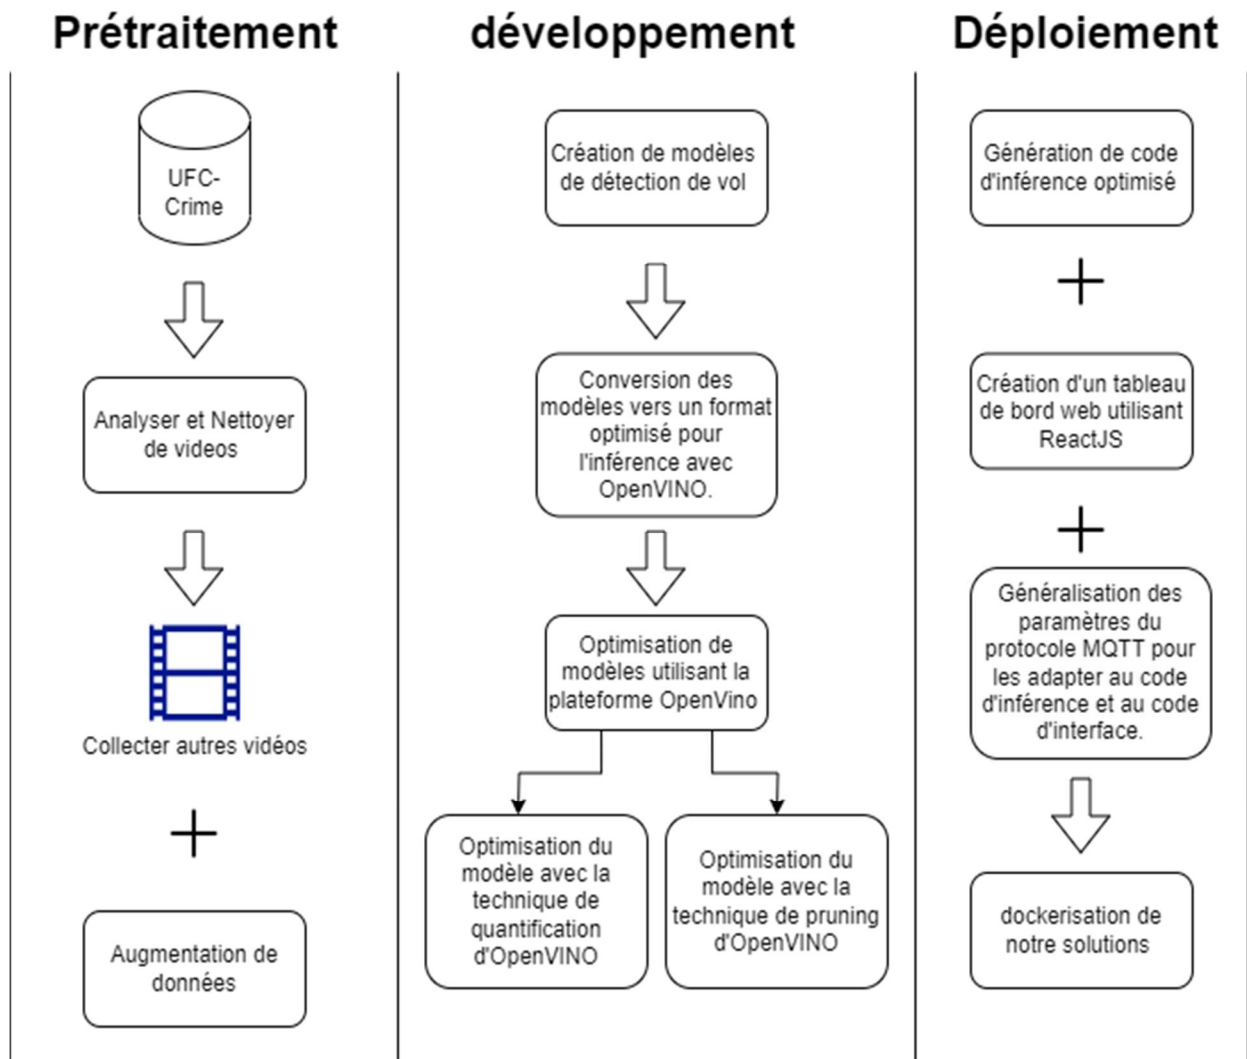 Prétraitement
UFC-
Crime
Analyser et Nettoyer
de videos
Collecter autres vidéos
Augmentation de
données
développement
Création de modèles
de détection de vol
Conversion des
modèles vers un format
optimisé pour
l'inférence avec
OpenVINO.
Optimisation de
modèles utilisant la
plateforme OpenVino
Optimisation du
modèle avec la
technique de
quantification
d'OpenVINO
Optimisation du
modèle avec la
technique de pruning
d'OpenVINO
Déploiement
Génération de code
d'inférence optimisé
Création d'un tableau
de bord web utilisant
ReactJS
Généralisation des
paramètres du
protocole MQTT pour
les adapter au code
d'inférence et au code
d'interface.
dockerisation de
notre solutions